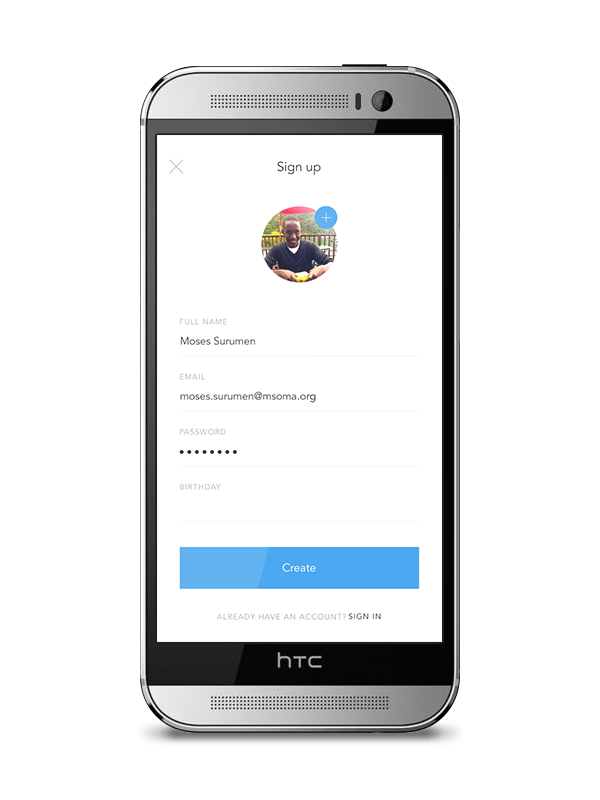 Sign up
FULL NAME
Moses Surumen
EMAIL
moses.surumen@msoma.org
PASSWORD
••••••••
BIRTHDAY
Create
ALREADY HAVE AN ACCOUNT? SIGN IN
hTC